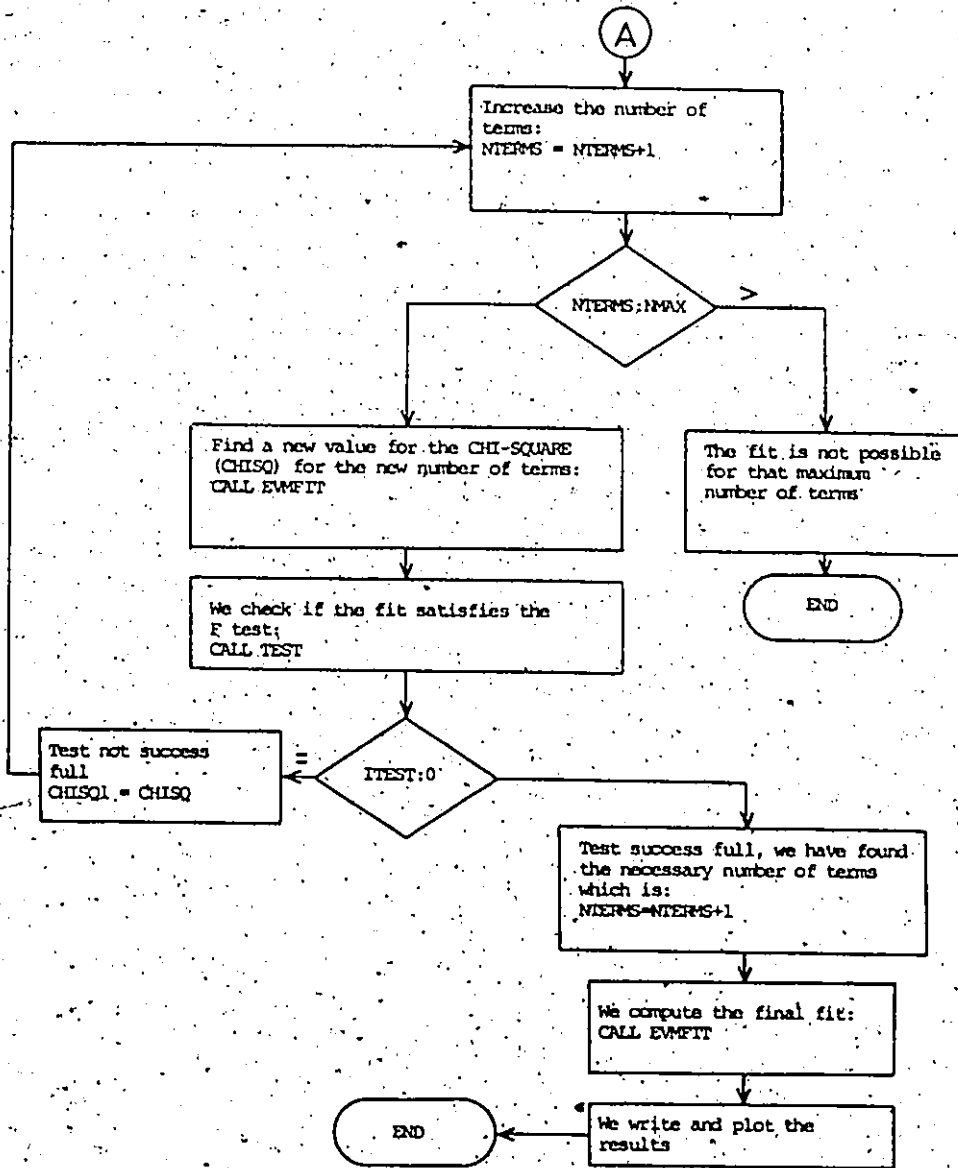 A
Increase the number of
terms:
NTERMS = NTERMS+1
NTERMS:NMAX
>
Find a new value for the CHI-SQUARE
(CHISQ) for the new number of terms:
CALL EVMFIT
The fit is not possible
for that maximum
number of terms
We check if the fit satisfies the
F test;
CALL TEST
END
Test not success
full
CHISQ1 = CHISQ
=
ITEST:0
Test success full, we have found
the necessary number of terms
which is:
NTERMS=NTERMS+1
We compute the final fit:
CALL EVMFIT
We write and plot the
results
END